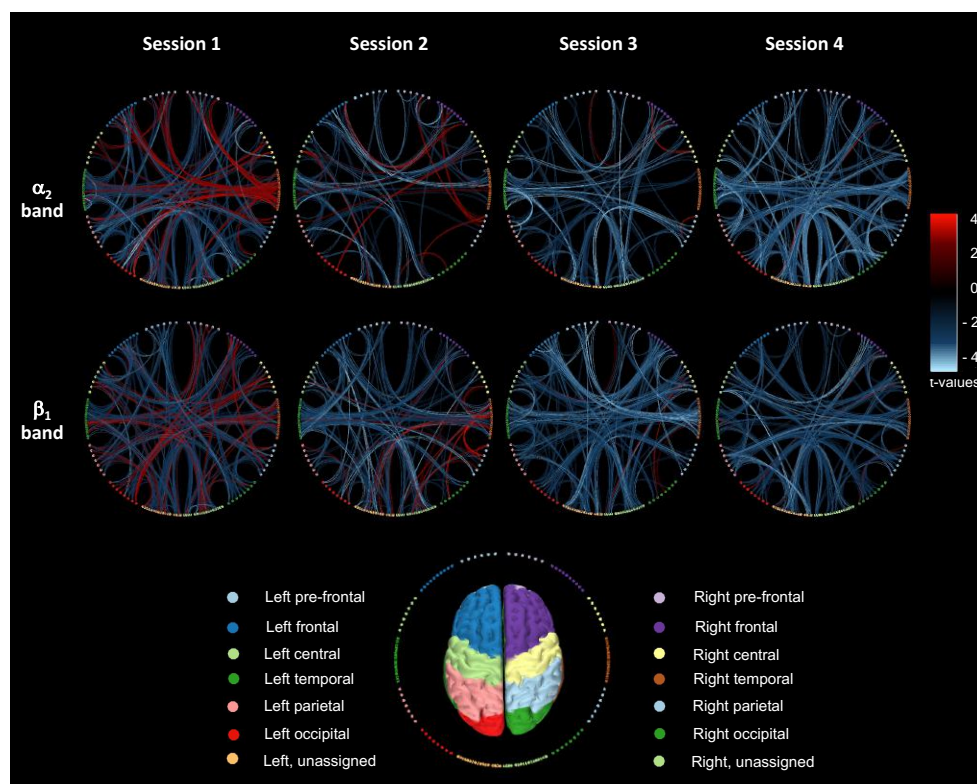 Session 1
Session 2
Session 3
Session 4
α₂
band
4
2
0
- 2
- 4
t-values
β₁
band
Left pre-frontal
Left frontal
Left central
Left temporal
Left parietal
Left occipital
Left, unassigned
Right pre-frontal
Right frontal
Right central
Right temporal
Right parietal
Right occipital
Right, unassigned